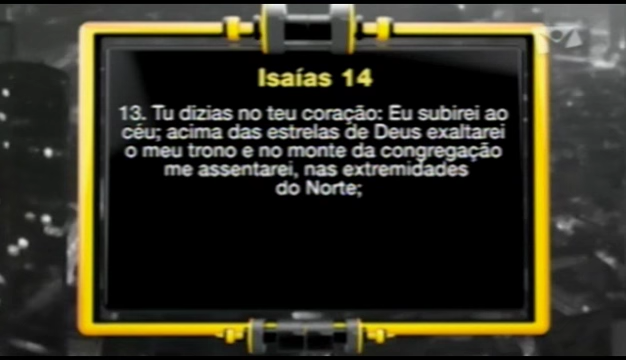 Isaías 14
13. Tu dizias no teu coração: Eu subirei ao
céu; acima das estrelas de Deus exaltarei
o meu trono e no monte da congregação
me assentarei, nas extremidades
do Norte;